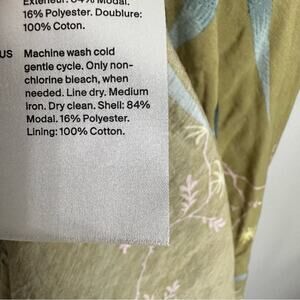 Extérieur: 84% Modal.
16% Polyester. Doublure:
100% Coton.
US Machine wash cold
gentle cycle. Only non-
chlorine bleach, when
needed. Line dry. Medium
iron. Dry clean. Shell: 84%
Modal. 16% Polyester.
Lining: 100% Cotton.